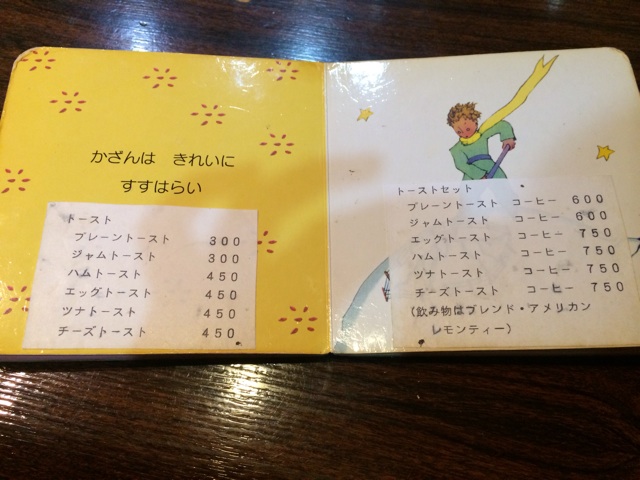 かざんは　きれいに
すすはらい
トースト
プレーントースト　300
ジャムトースト　300
ハムトースト　450
エッグトースト　450
ツナトースト　450
チーズトースト　450
トーストセット
プレーントースト　コーヒー　600
ジャムトースト　コーヒー　600
エッグトースト　コーヒー　750
ハムトースト　コーヒー　750
ツナトースト　コーヒー　750
チーズトースト　コーヒー　750
（飲み物はブレンド・アメリカン
レモンティー）